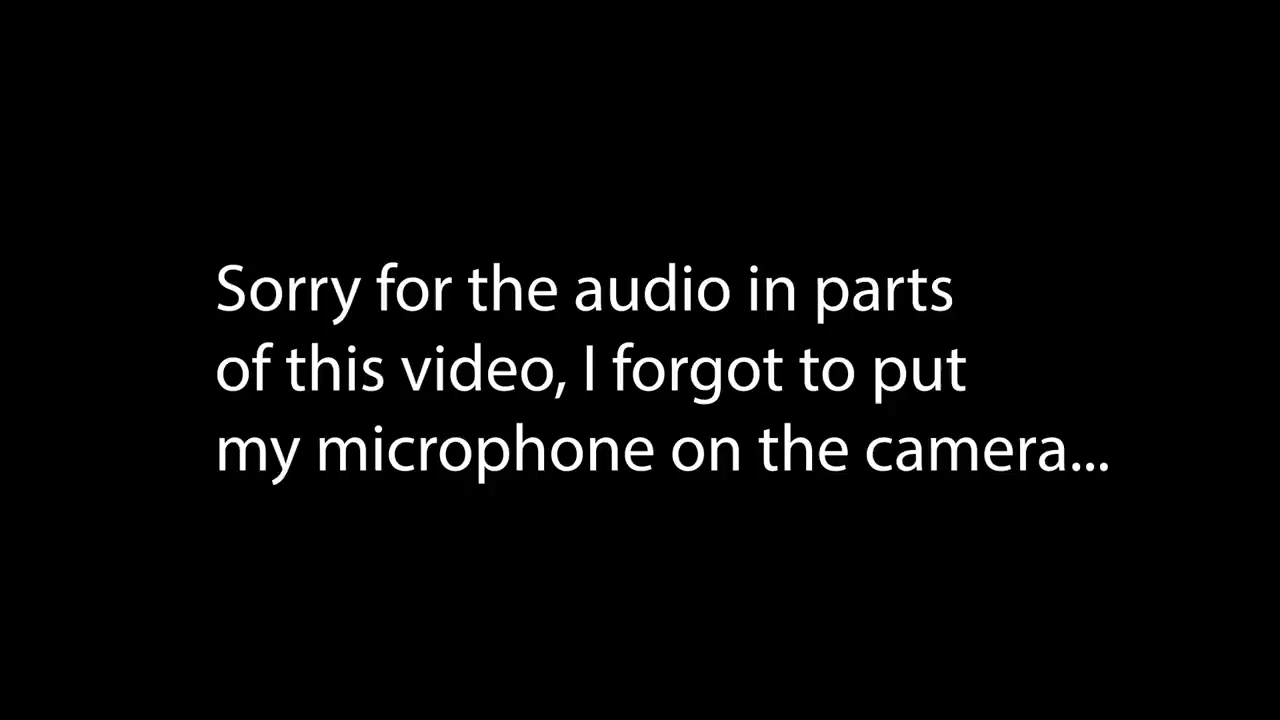 Sorry for the audio in parts
of this video, I forgot to put
my microphone on the camera...